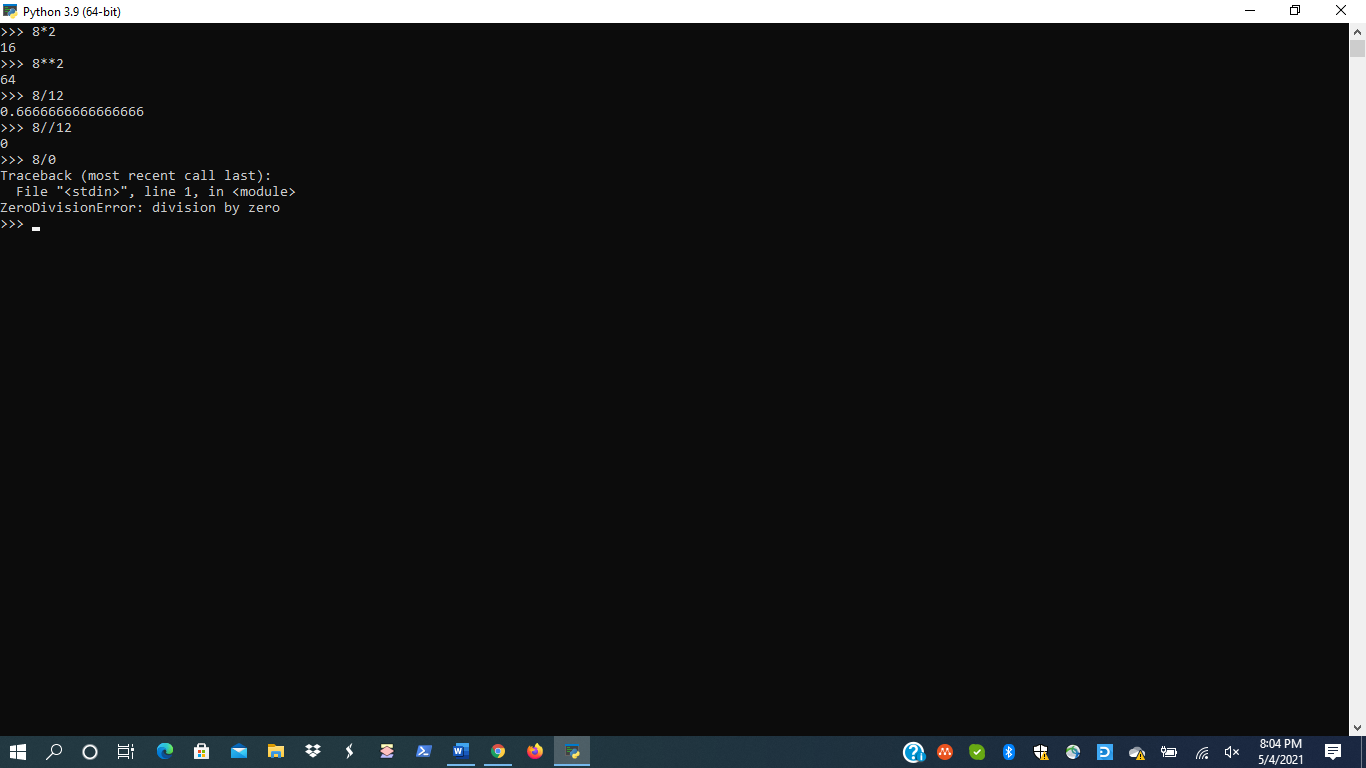 Python 3.9 (64-bit)
>>> 8*2
16
>>> 8**2
64
>>> 8/12
0.6666666666666666
>>> 8//12
0
>>> 8/0
Traceback (most recent call last):
  File "<stdin>", line 1, in <module>
ZeroDivisionError: division by zero
>>>
8:04 PM
5/4/2021